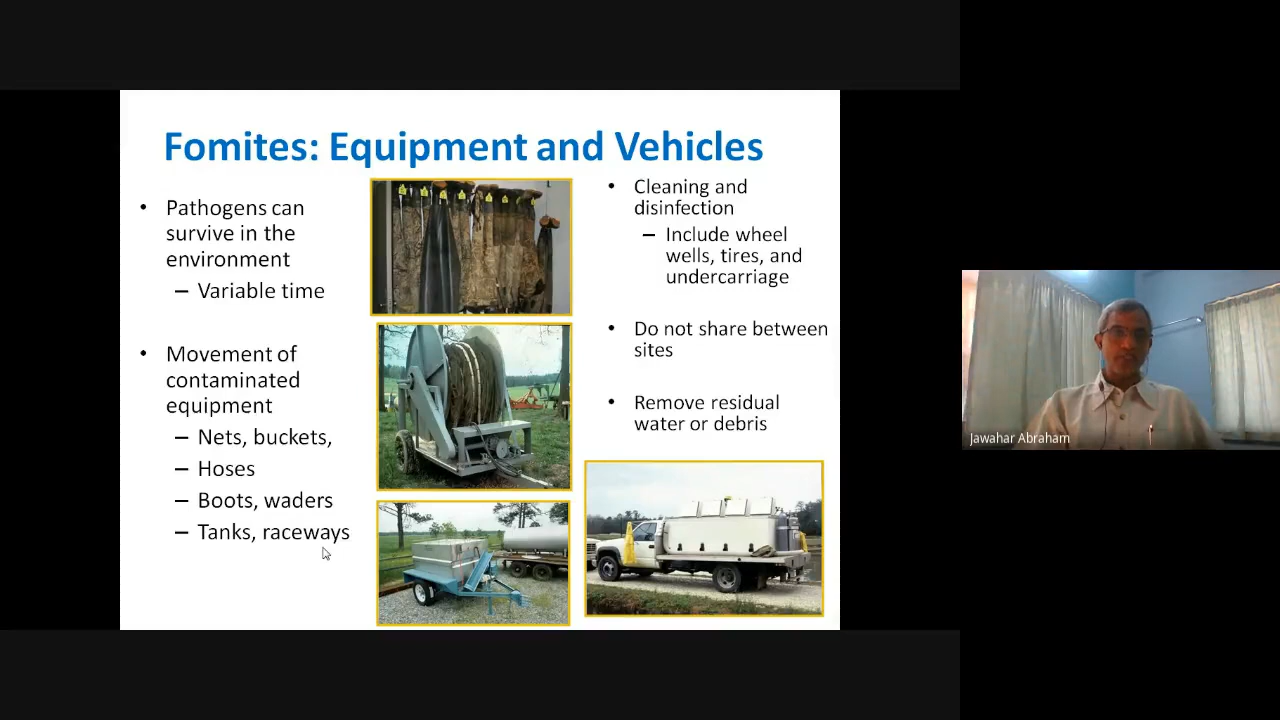 Fomites: Equipment and Vehicles
• Pathogens can
survive in the
environment
– Variable time
• Movement of
contaminated
equipment
– Nets, buckets,
– Hoses
– Boots, waders
– Tanks, raceways
• Cleaning and
disinfection
– Include wheel
wells, tires, and
undercarriage
• Do not share between
sites
• Remove residual
water or debris
Jawahar Abraham